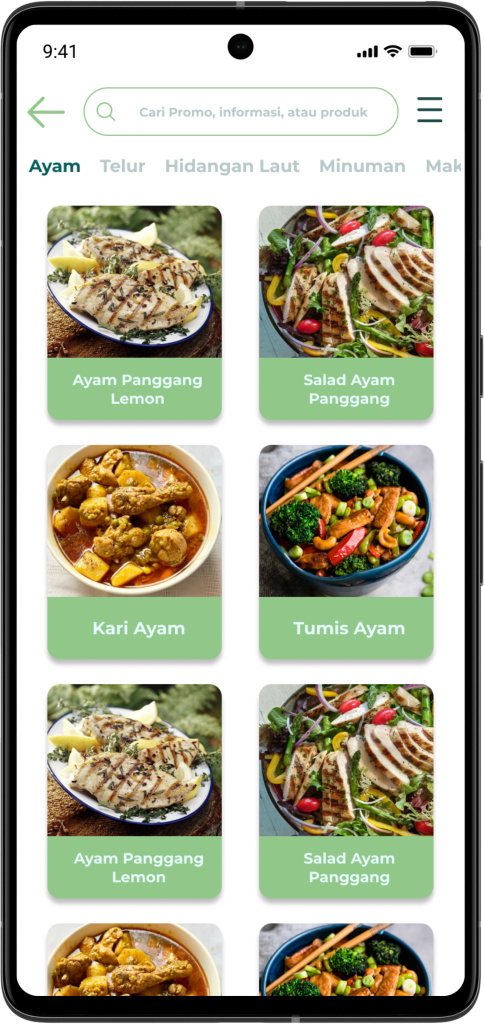 9:41
Cari Promo, informasi, atau produk
Ayam Telur Hidangan Laut Minuman Mak
Ayam Panggang
Lemon
Salad Ayam
Panggang
Kari Ayam
Tumis Ayam
Ayam Panggang
Lemon
Salad Ayam
Panggang